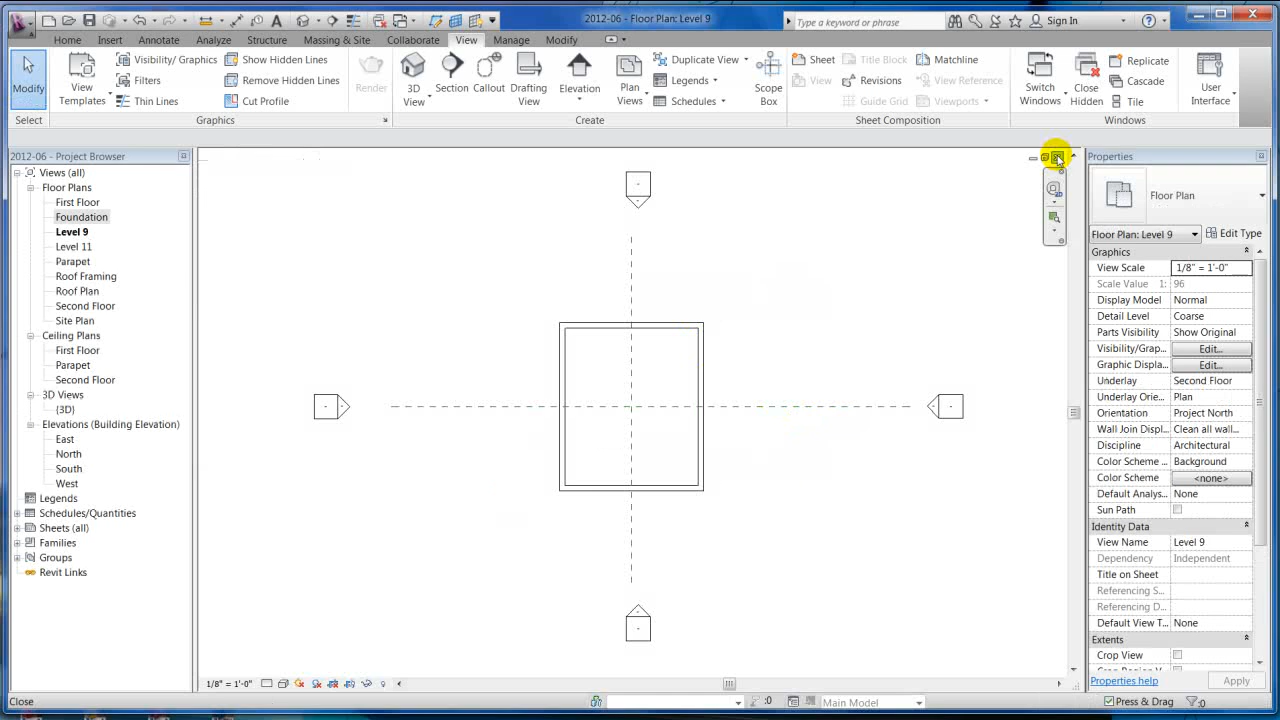 2012-06 - Floor Plan: Level 9
Type a keyword or phrase
Sign In
Home Insert Annotate Analyze Structure Massing & Site Collaborate View Manage Modify
Modify
View Templates
Visibility/ Graphics
Filters
Thin Lines
Show Hidden Lines
Remove Hidden Lines
Cut Profile
Render
3D View
Section
Callout
Drafting View
Elevation
Plan Views
Duplicate View
Legends
Schedules
Scope Box
Sheet
View
Title Block
Revisions
Guide Grid
Matchline
View Reference
Viewports
Switch Windows
Close Hidden
Replicate
Cascade
Tile
User Interface
Select Graphics Create Sheet Composition Windows
2012-06 - Project Browser
Views (all)
Floor Plans
First Floor
Foundation
Level 9
Level 11
Parapet
Roof Framing
Roof Plan
Second Floor
Site Plan
Ceiling Plans
First Floor
Parapet
Second Floor
3D Views
{3D}
Elevations (Building Elevation)
East
North
South
West
Legends
Schedules/Quantities
Sheets (all)
Families
Groups
Revit Links
Properties
Floor Plan
Floor Plan: Level 9 Edit Type
Graphics
View Scale 1/8" = 1'-0"
Scale Value 1: 96
Display Model Normal
Detail Level Coarse
Parts Visibility Show Original
Visibility/Grap... Edit...
Graphic Displa... Edit...
Underlay Second Floor
Underlay Orie... Plan
Orientation Project North
Wall Join Displ... Clean all wall...
Discipline Architectural
Color Scheme ... Background
Color Scheme <none>
Default Analys... None
Sun Path
Identity Data
View Name Level 9
Dependency Independent
Title on Sheet
Referencing S...
Referencing D...
Default View T... None
Extents
Crop View
Properties help Apply
1/8" = 1'-0"
Close
:0
Main Model
Press & Drag
:0